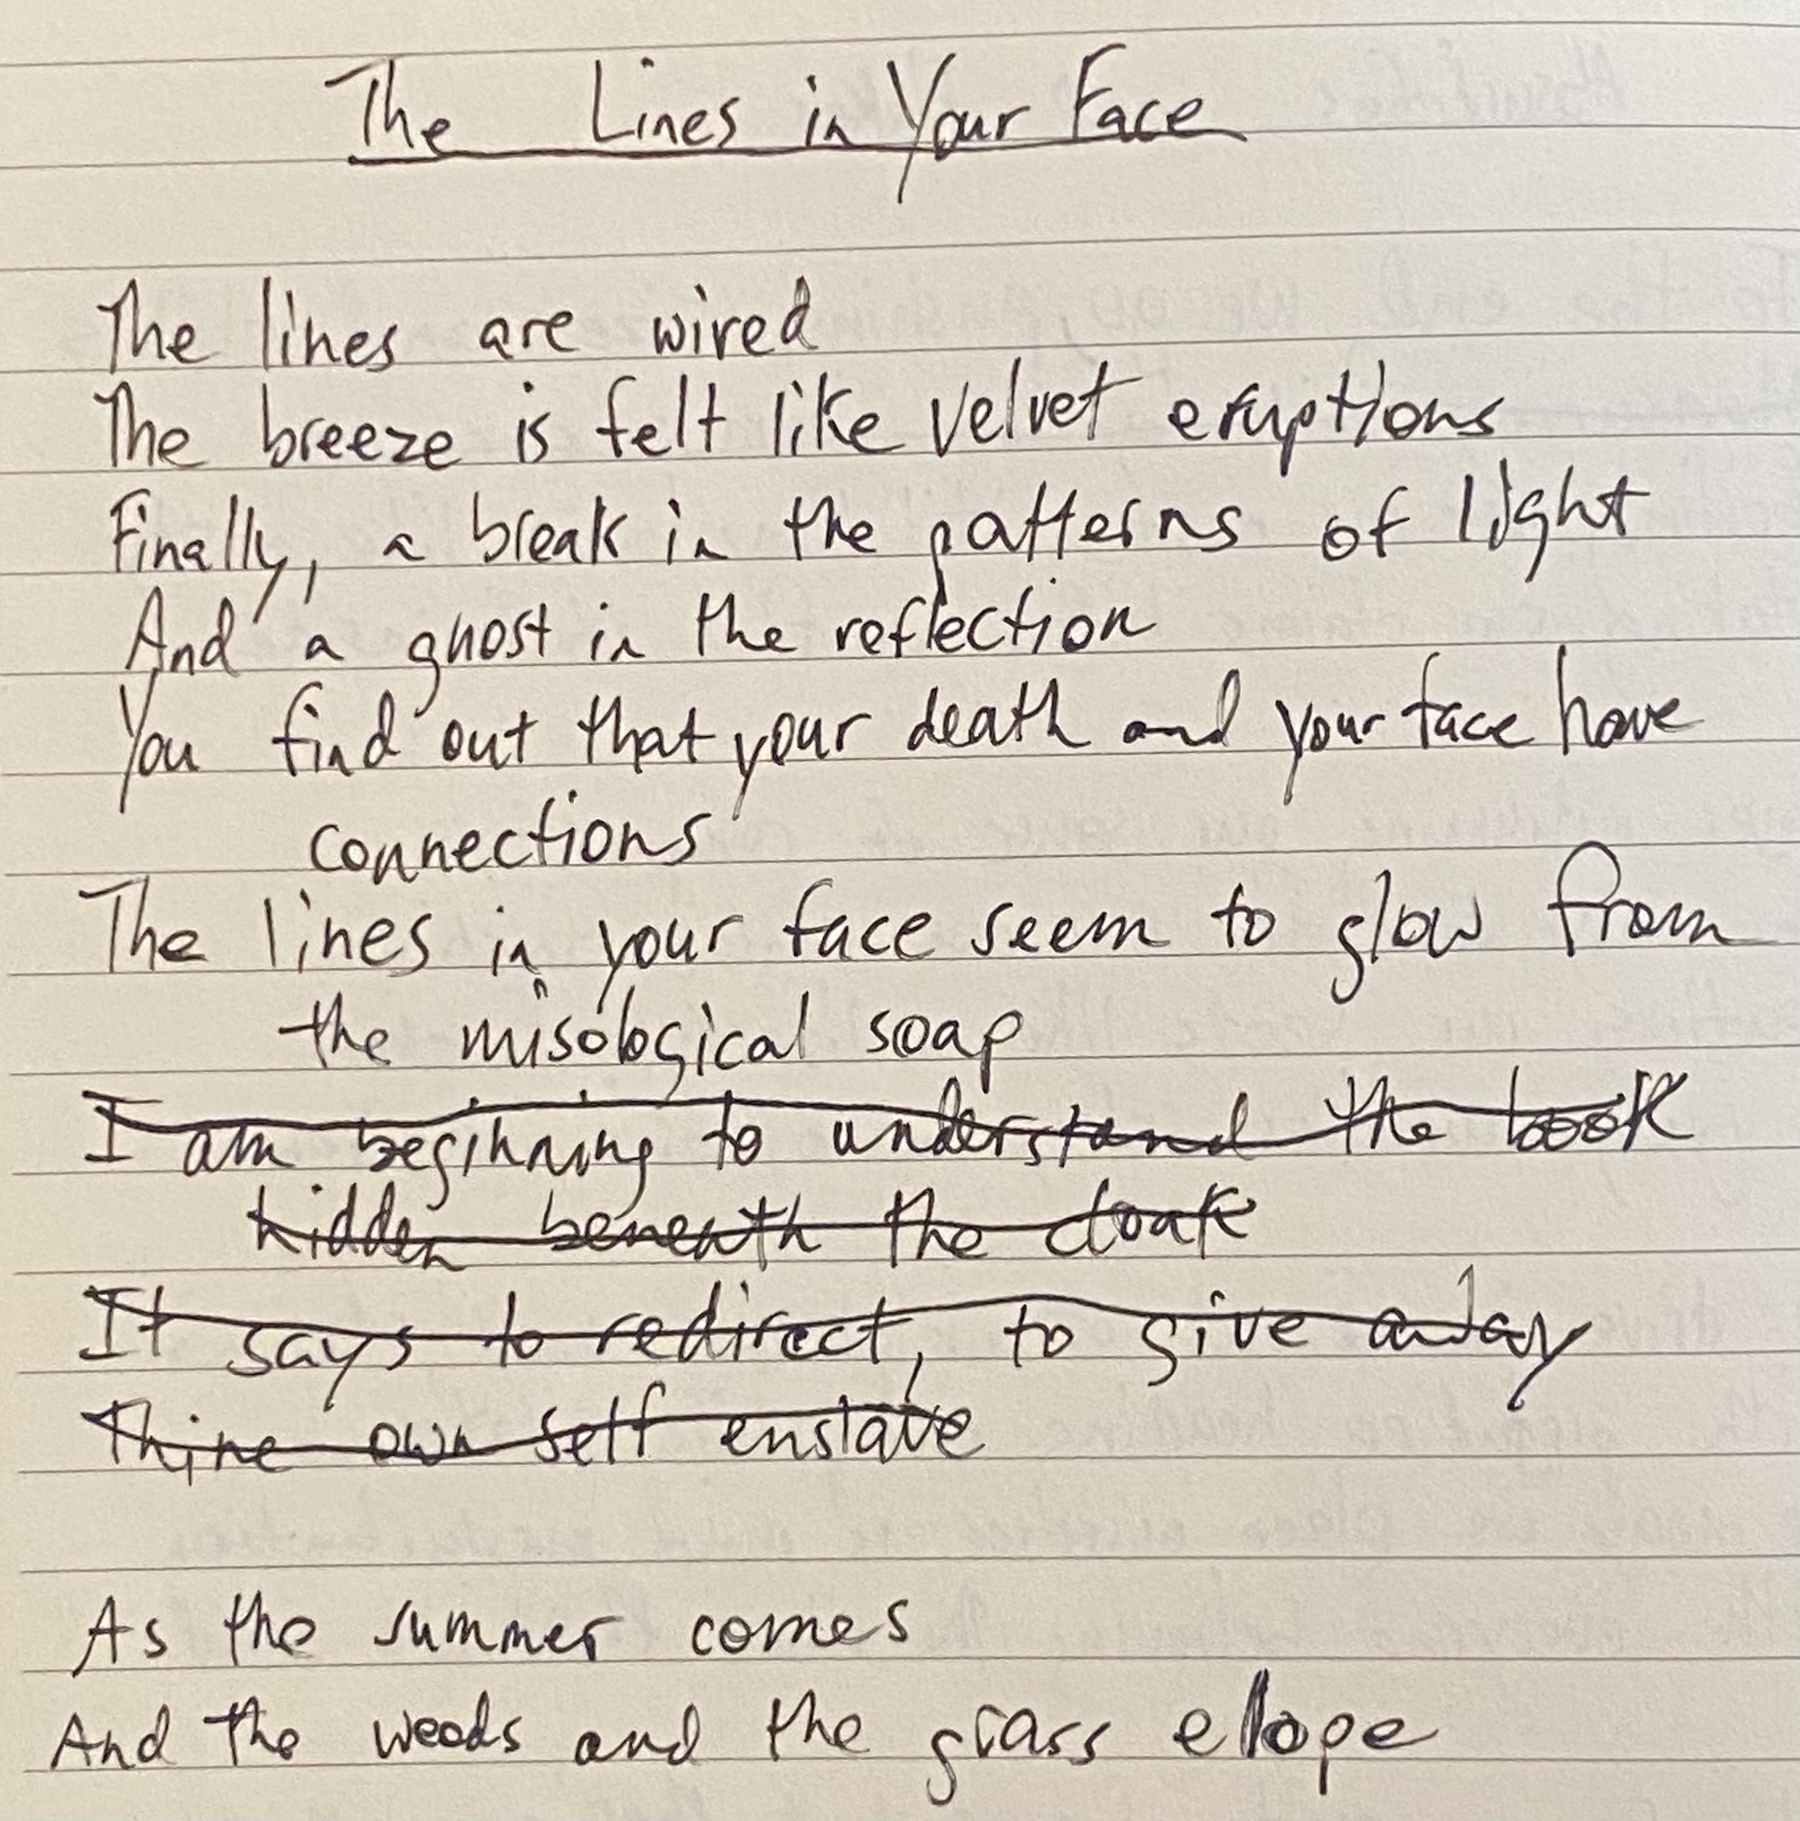 The Lines in Your Face
The lines are wired
The breeze is felt like velvet eruptions
Finally, a break in the patterns of light
And a ghost in the reflection
You find out that your death and your face have
connections
The lines in your face seem to glow from
the misological soap
I am beginning to understand the book
hidden beneath the cloak
It says to redirect, to give away
Thine own self enslave
As the summer comes
And the weeds and the grass elope